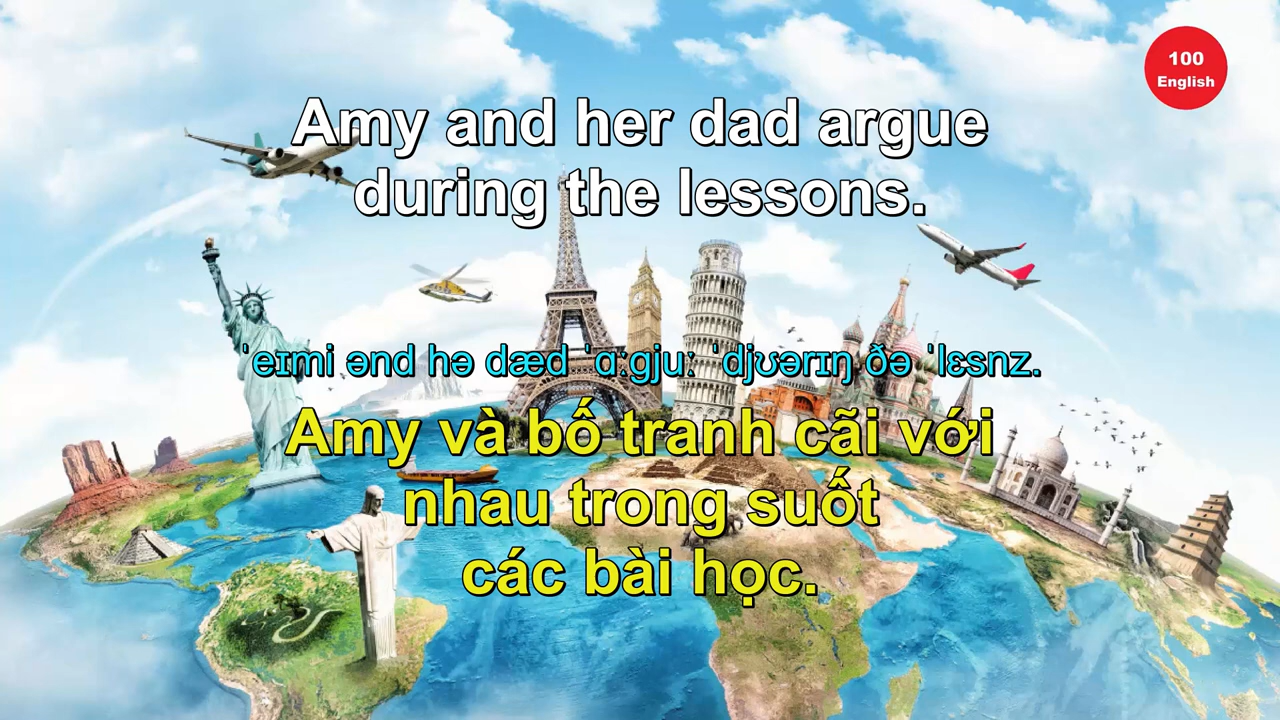 100
English
Amy and her dad argue
during the lessons.
ˈeɪmi ənd hə dæd ˈɑːɡjuː ˈdjʊərɪŋ ðə ˈlɛsnz.
Amy và bố tranh cãi với
nhau trong suốt
các bài học.